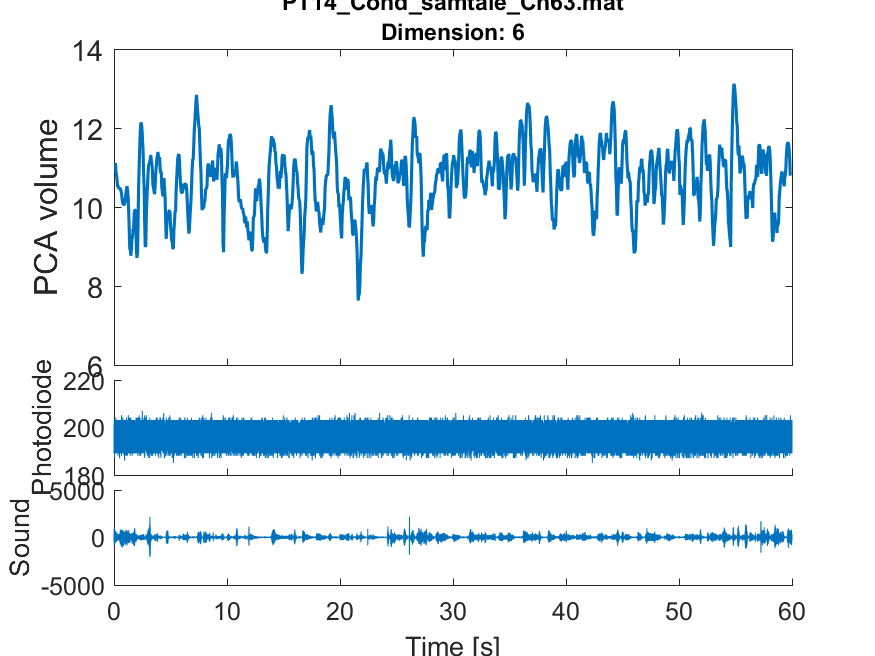 PT14_Cond_samtale_Ch63.mat
Dimension: 6
14
12
10
8
6
PCA volume
220
200
180
Photodiode
5000
0
-5000
Sound
0 10 20 30 40 50 60
Time [s]